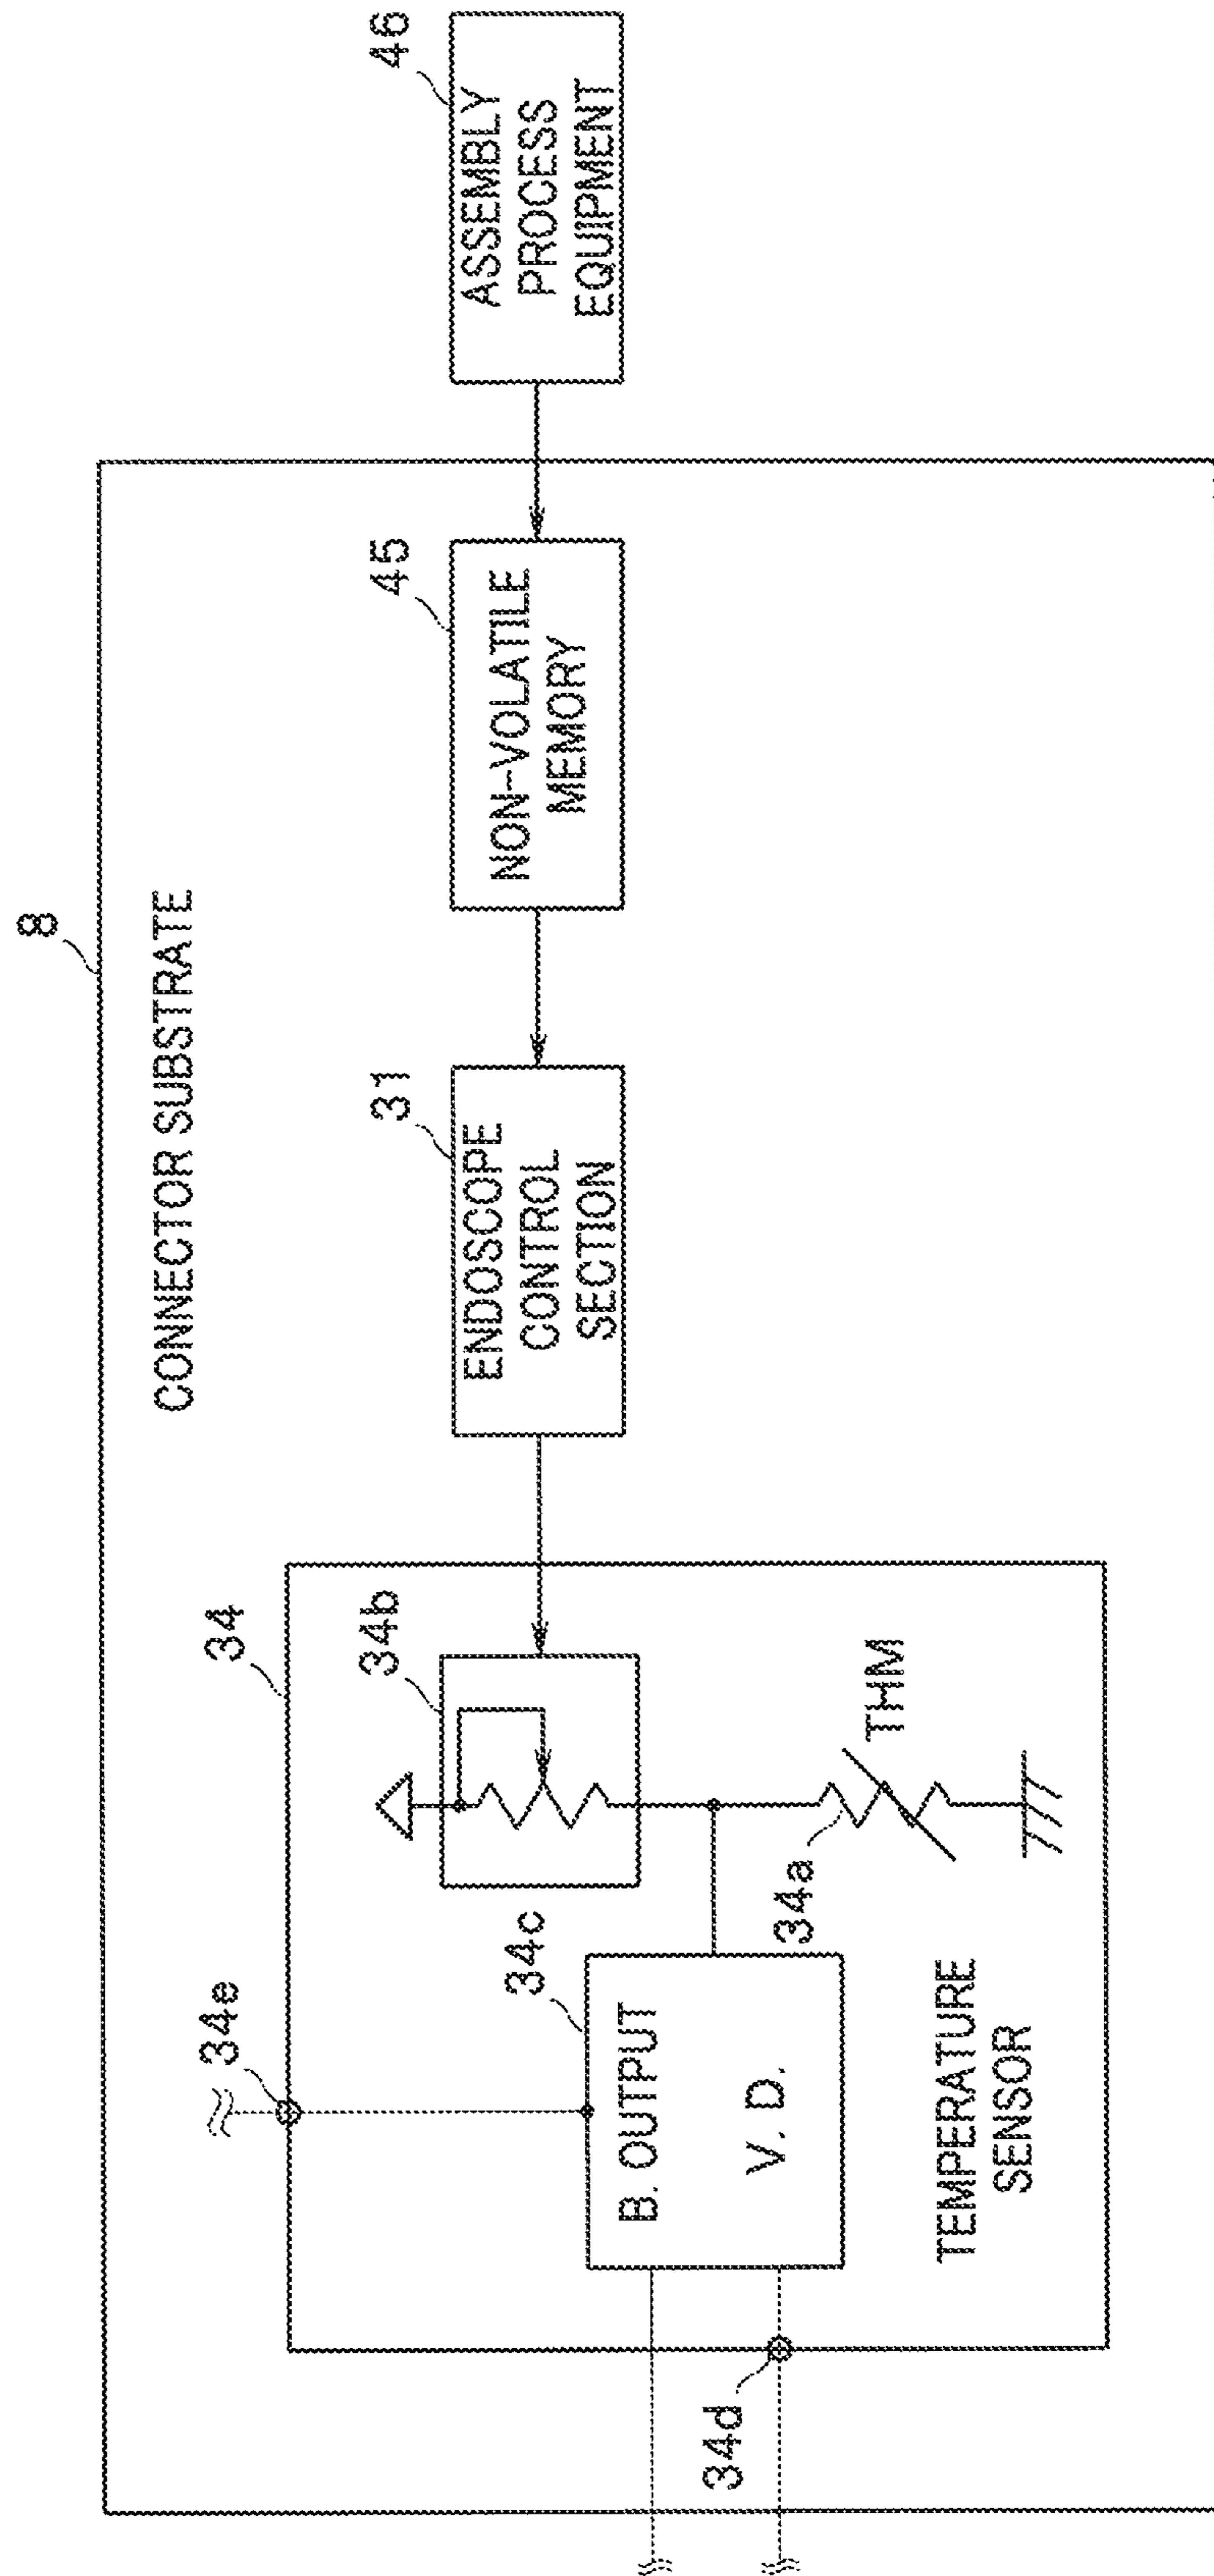 8
CONNECTOR SUBSTRATE
34
34e
34b
34c
B. OUTPUT
V. D.
34d
34a
THM
TEMPERATURE
SENSOR
31
ENDOSCOPE
CONTROL
SECTION
45
NON-VOLATILE
MEMORY
46
ASSEMBLY
PROCESS
EQUIPMENT